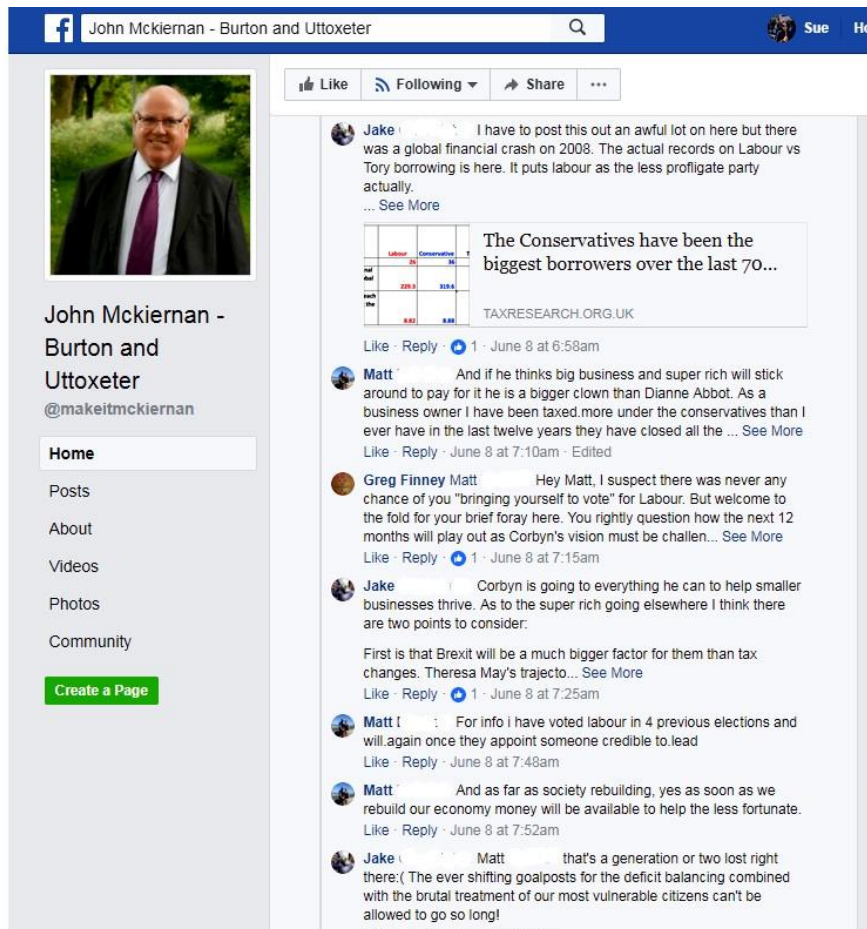 John Mckiernan - Burton and Uttoxeter
Sue
Like
Following
Share
John Mckiernan -
Burton and
Uttoxeter
@makeitmckiernan
Home
Posts
About
Videos
Photos
Community
Create a Page
Jake I have to post this out an awful lot on here but there
was a global financial crash on 2008. The actual records on Labour vs
Tory borrowing is here. It puts labour as the less profligate party
actually.
... See More
Labour Conservative
26 36
229.3 319.6
8.82 8.88
The Conservatives have been the
biggest borrowers over the last 70...
TAXRESEARCH.ORG.UK
Like · Reply · 1 · June 8 at 6:58am
Matt And if he thinks big business and super rich will stick
around to pay for it he is a bigger clown than Dianne Abbot. As a
business owner I have been taxed.more under the conservatives than I
ever have in the last twelve years they have closed all the ... See More
Like · Reply · June 8 at 7:10am · Edited
Greg Finney Matt Hey Matt, I suspect there was never any
chance of you "bringing yourself to vote" for Labour. But welcome to
the fold for your brief foray here. You rightly question how the next 12
months will play out as Corbyn's vision must be challen... See More
Like · Reply · 1 · June 8 at 7:15am
Jake Corbyn is going to everything he can to help smaller
businesses thrive. As to the super rich going elsewhere I think there
are two points to consider:
First is that Brexit will be a much bigger factor for them than tax
changes. Theresa May's trajecto... See More
Like · Reply · 1 · June 8 at 7:25am
Matt For info i have voted labour in 4 previous elections and
will.again once they appoint someone credible to.lead
Like · Reply · June 8 at 7:48am
Matt And as far as society rebuilding, yes as soon as we
rebuild our economy money will be available to help the less fortunate.
Like · Reply · June 8 at 7:52am
Jake Matt that's a generation or two lost right
there:( The ever shifting goalposts for the deficit balancing combined
with the brutal treatment of our most vulnerable citizens can't be
allowed to go so long!